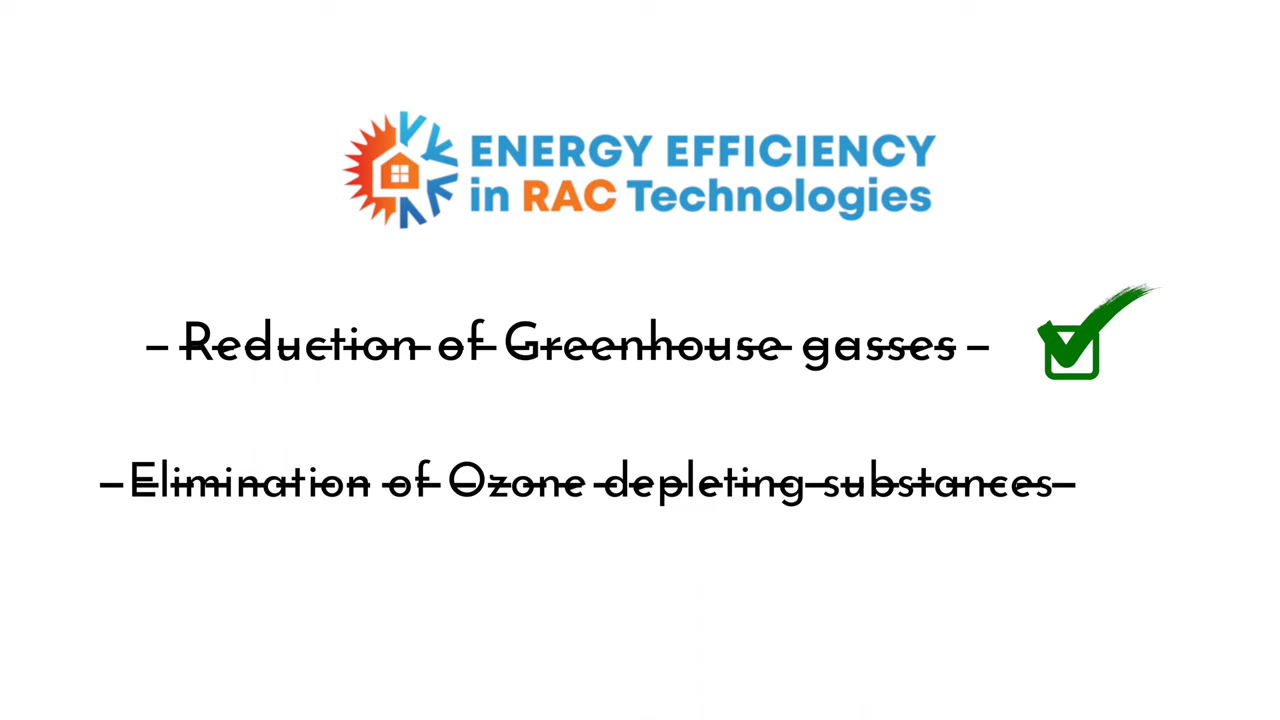 ENERGY EFFICIENCY
in RAC Technologies
Reduction of Greenhouse gasses
Elimination of Ozone depleting substances